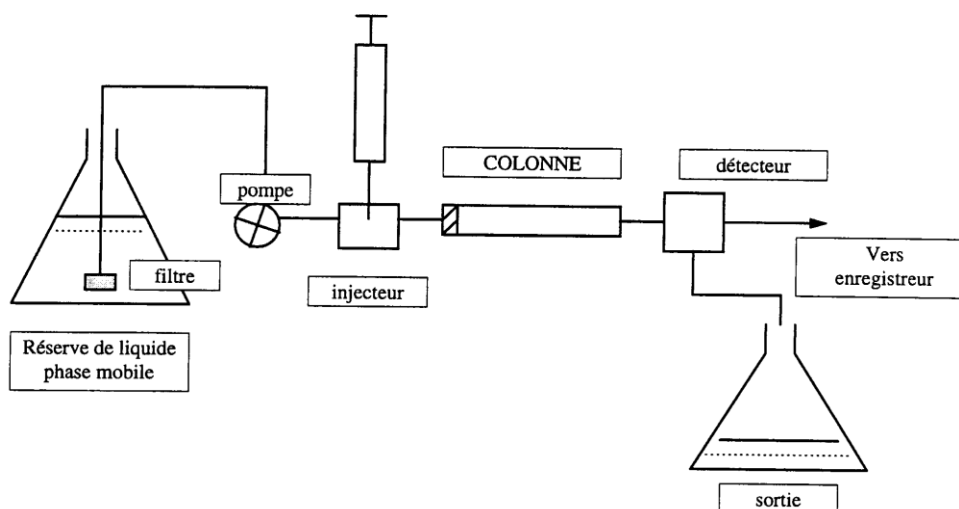 COLONNE
détecteur
pompe
filtre
injecteur
Vers
enregistreur
Réserve de liquide
phase mobile
sortie